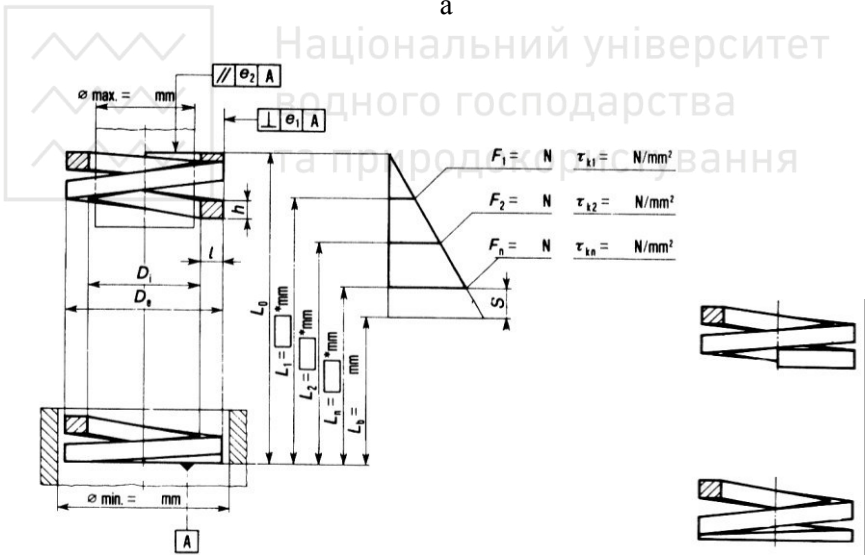 а
Національний університет
водного господарства
та природокористування
// e₂ A
⌀ max. = mm
⊥ e₁ A
F₁ = N τₖ₁ = N/mm²
F₂ = N τₖ₂ = N/mm²
Fₙ = N τₖₙ = N/mm²
h
l
Dᵢ
Dₑ
L₀
L₁ = *mm
L₂ = *mm
Lₙ = *mm
L_b = mm
S
⌀ min. = mm
A